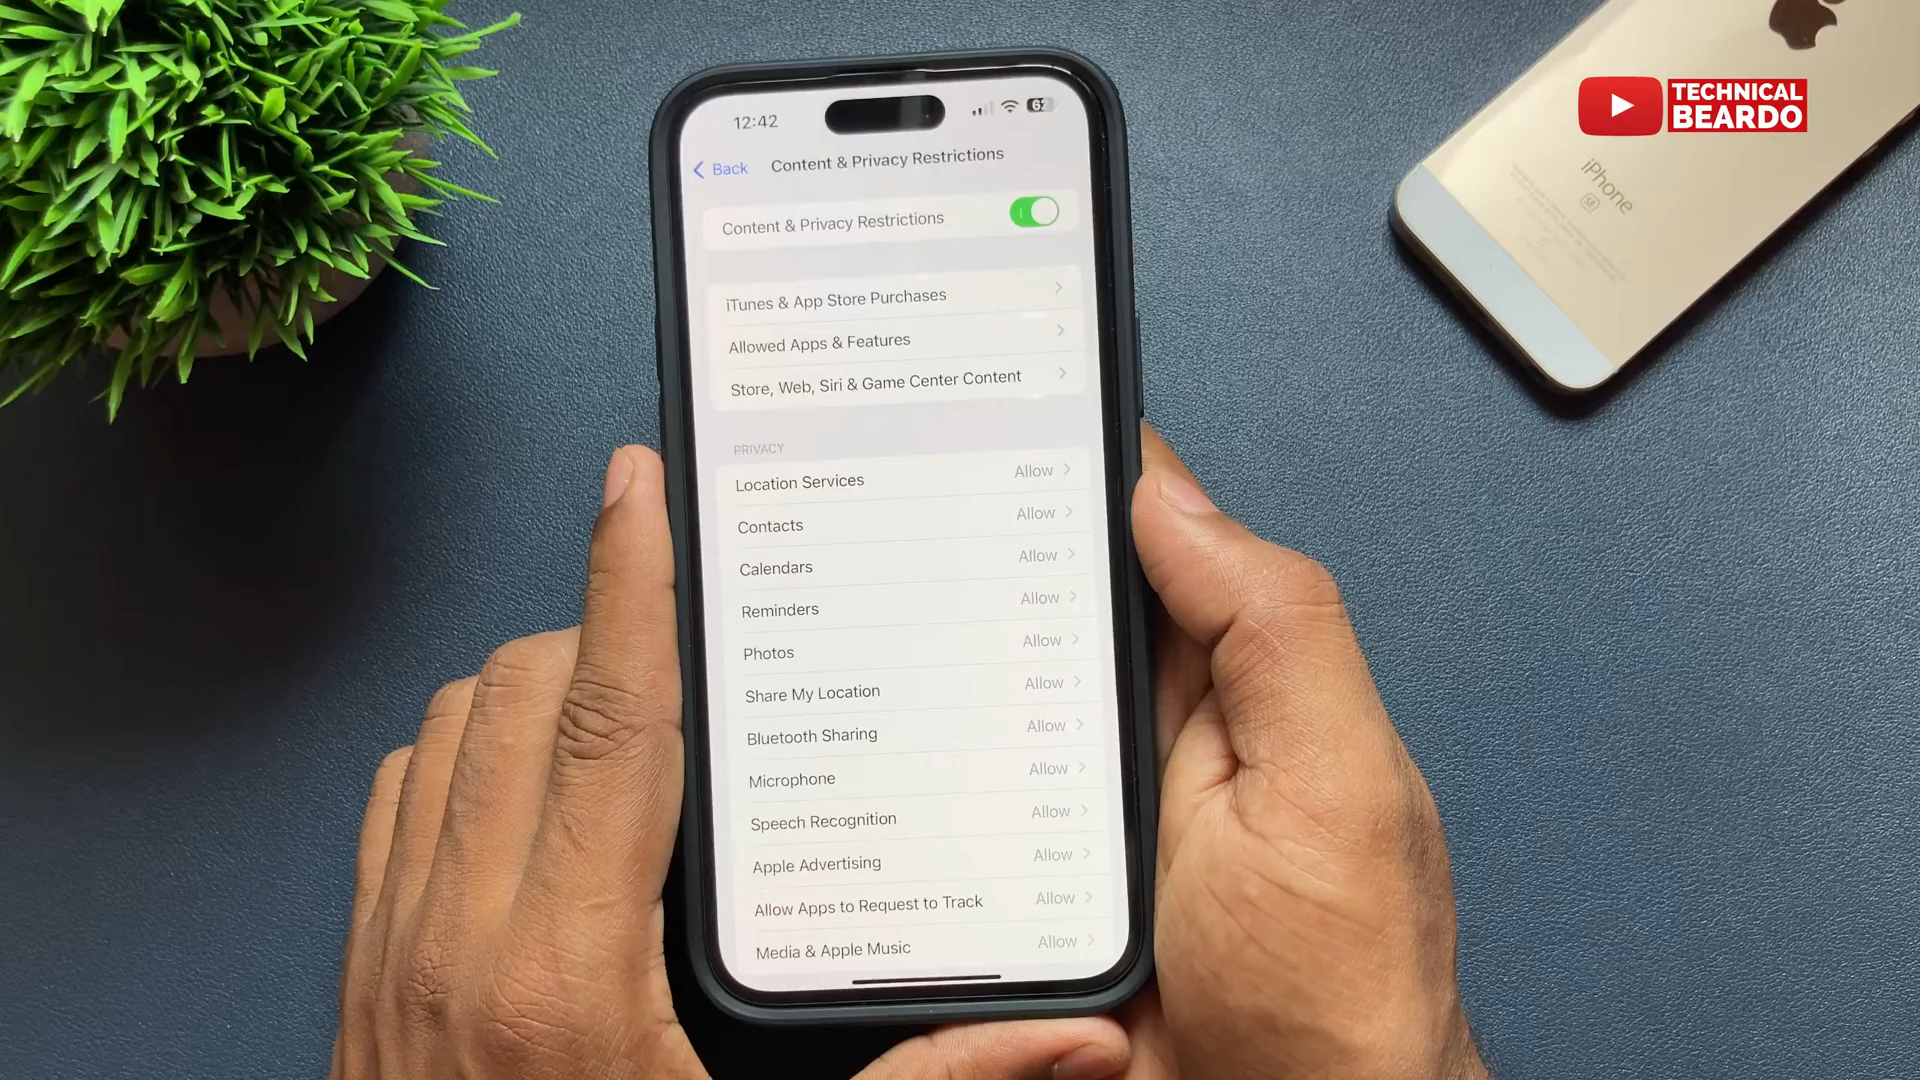 TECHNICAL
BEARDO
iPhone
SE
12:42
62
Back
Content & Privacy Restrictions
Content & Privacy Restrictions
iTunes & App Store Purchases
Allowed Apps & Features
Store, Web, Siri & Game Center Content
PRIVACY
Location Services Allow
Contacts Allow
Calendars Allow
Reminders Allow
Photos Allow
Share My Location Allow
Bluetooth Sharing Allow
Microphone Allow
Speech Recognition Allow
Apple Advertising Allow
Allow Apps to Request to Track Allow
Media & Apple Music Allow